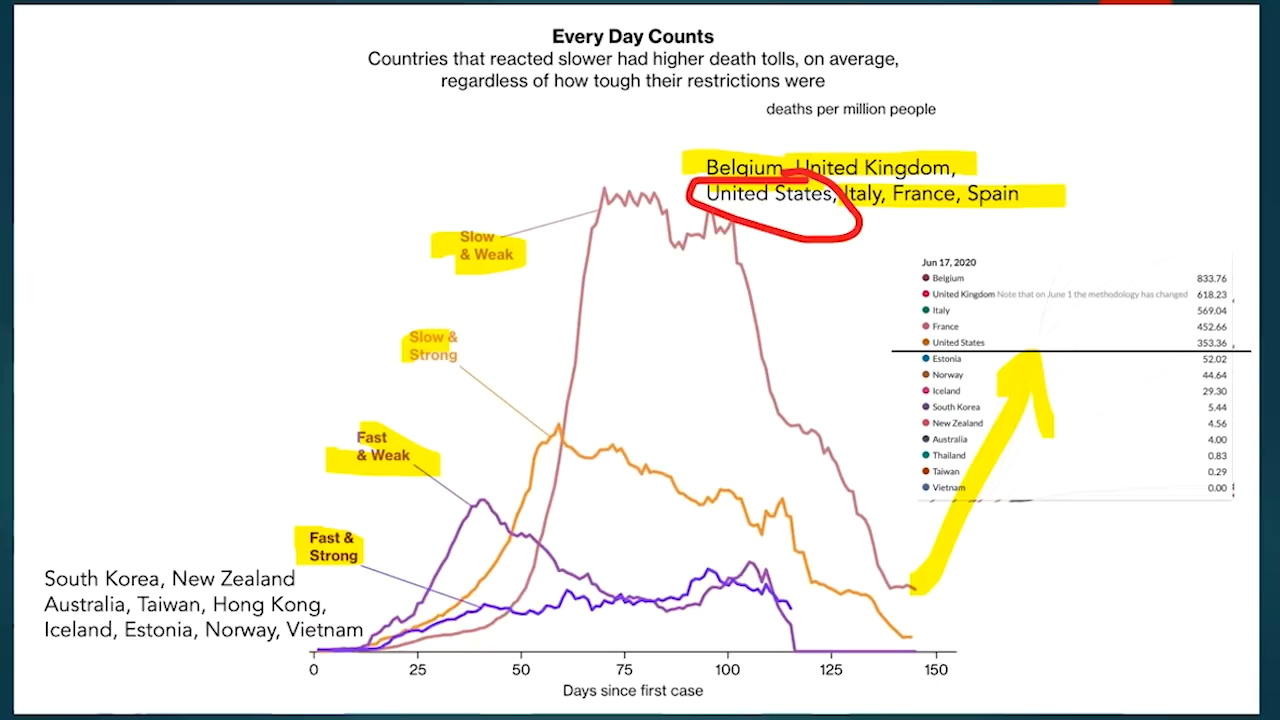 Every Day Counts
Countries that reacted slower had higher death tolls, on average,
regardless of how tough their restrictions were
deaths per million people
Belgium, United Kingdom,
United States, Italy, France, Spain
Slow
& Weak
Slow &
Strong
Fast
& Weak
Fast &
Strong
South Korea, New Zealand
Australia, Taiwan, Hong Kong,
Iceland, Estonia, Norway, Vietnam
Jun 17, 2020
Belgium 833.76
United Kingdom Note that on June 1 the methodology has changed 618.23
Italy 569.04
France 452.66
United States 353.36
Estonia 52.02
Norway 44.64
Iceland 29.30
South Korea 5.44
New Zealand 4.56
Australia 4.00
Thailand 0.83
Taiwan 0.29
Vietnam 0.00
0 25 50 75 100 125 150
Days since first case